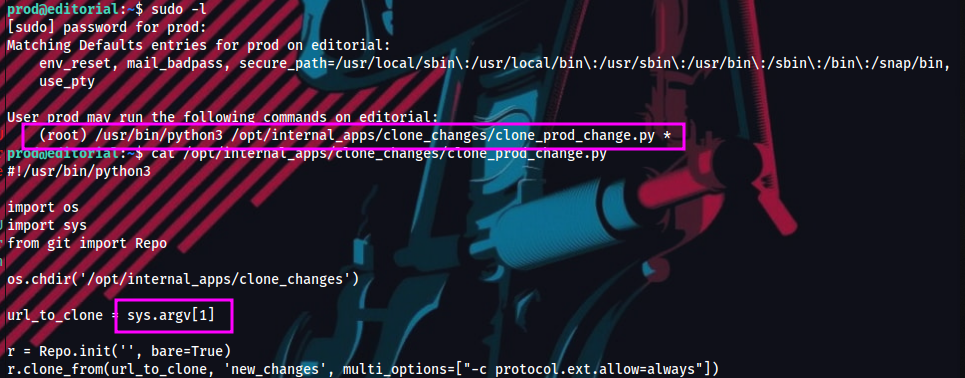 prod@editorial:~$ sudo -l
[sudo] password for prod:
Matching Defaults entries for prod on editorial:
    env_reset, mail_badpass, secure_path=/usr/local/sbin\:/usr/local/bin\:/usr/sbin\:/usr/bin\:/sbin\:/bin\:/snap/bin,
    use_pty
User prod may run the following commands on editorial:
    (root) /usr/bin/python3 /opt/internal_apps/clone_changes/clone_prod_change.py *
prod@editorial:~$ cat /opt/internal_apps/clone_changes/clone_prod_change.py
#!/usr/bin/python3
import os
import sys
from git import Repo
os.chdir('/opt/internal_apps/clone_changes')
url_to_clone = sys.argv[1]
r = Repo.init('', bare=True)
r.clone_from(url_to_clone, 'new_changes', multi_options=["-c protocol.ext.allow=always"])